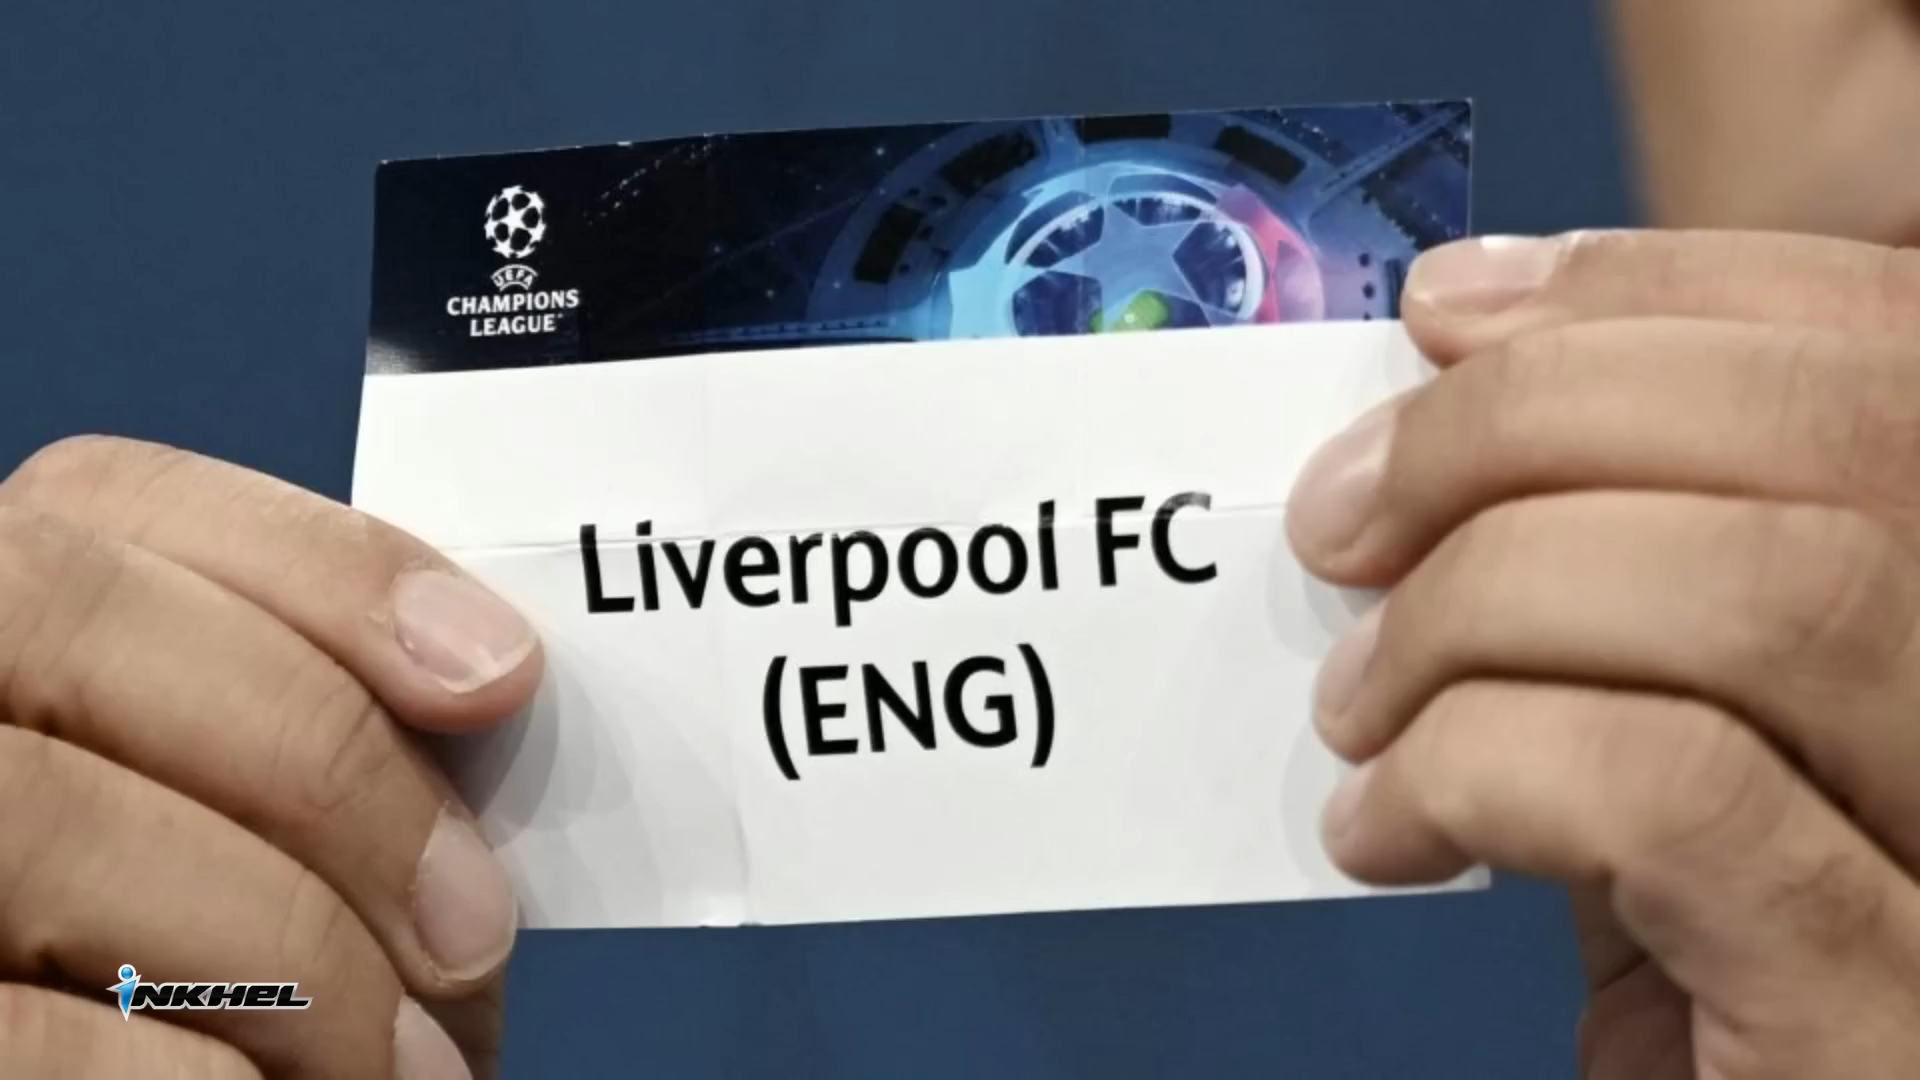 UEFA
CHAMPIONS
LEAGUE
Liverpool FC
(ENG)
iNKHEL